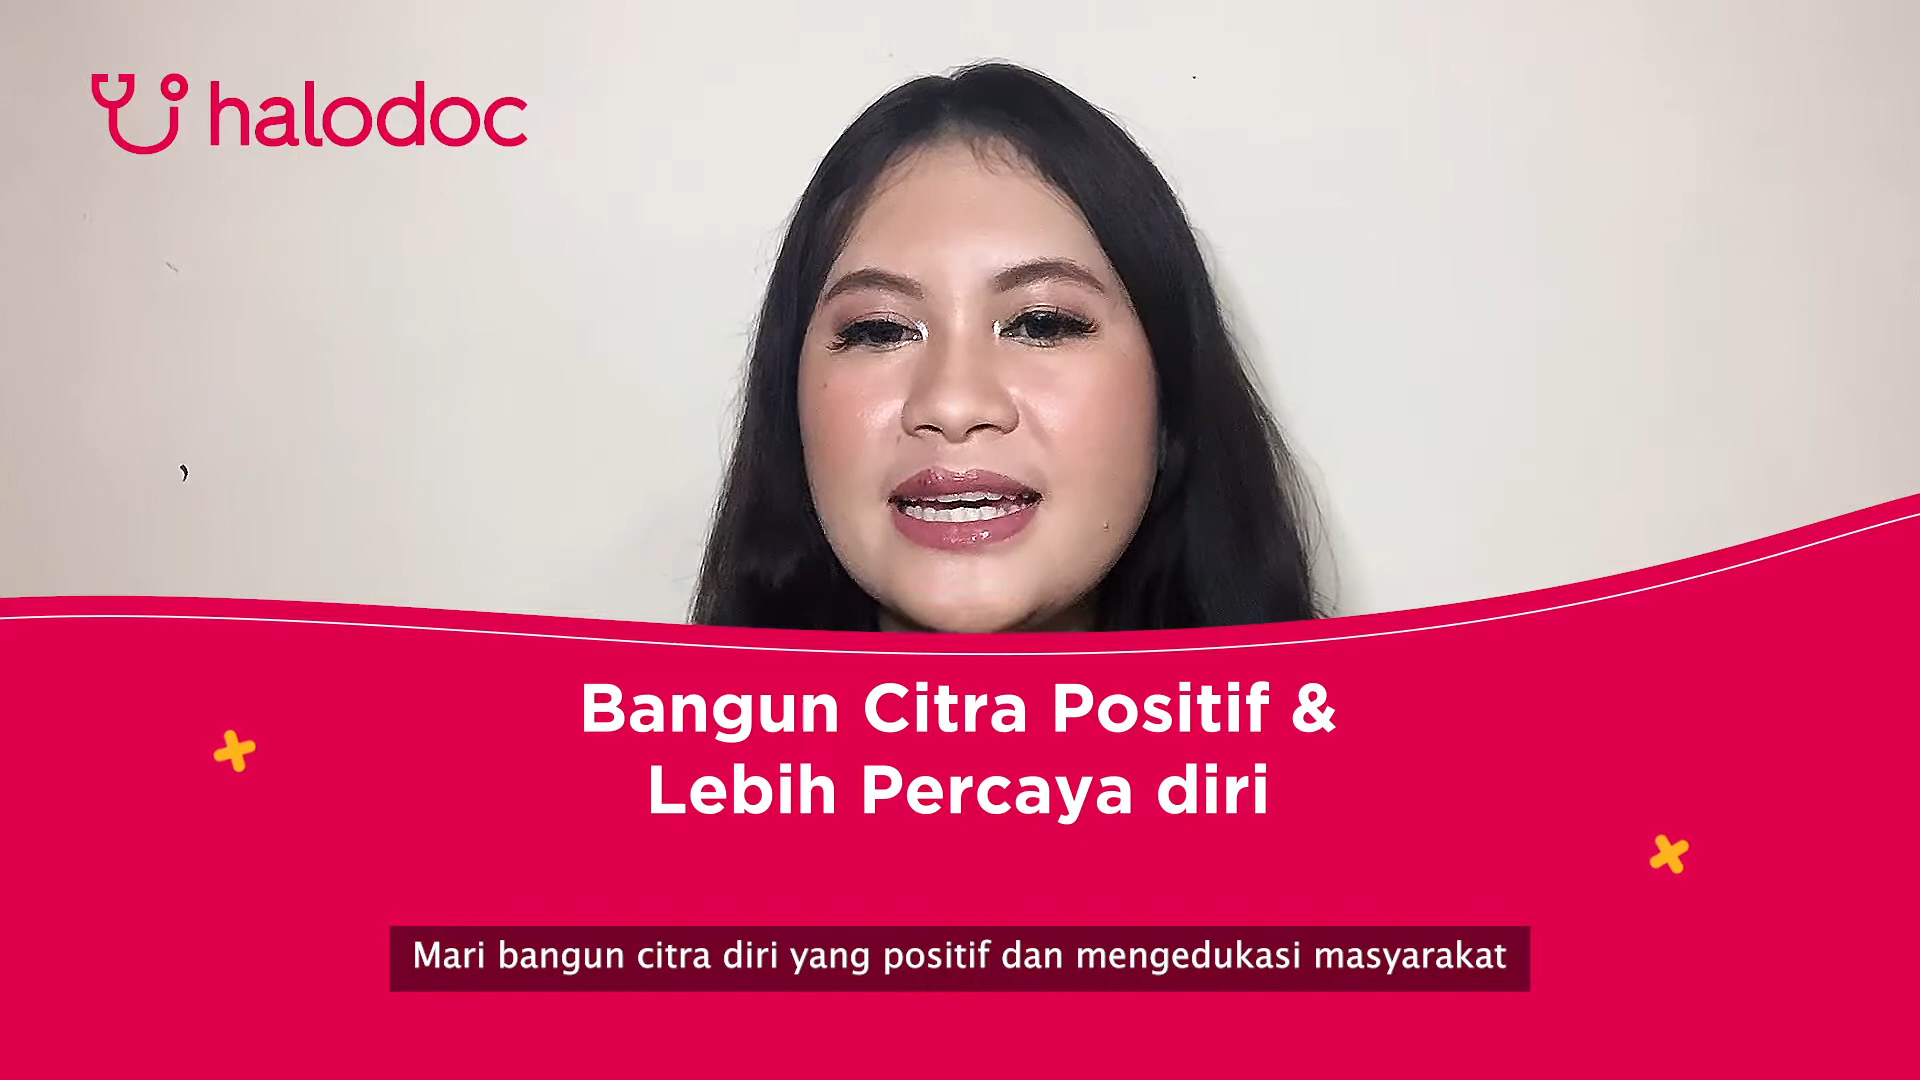 halodoc
Bangun Citra Positif &
Lebih Percaya diri
Mari bangun citra diri yang positif dan mengedukasi masyarakat